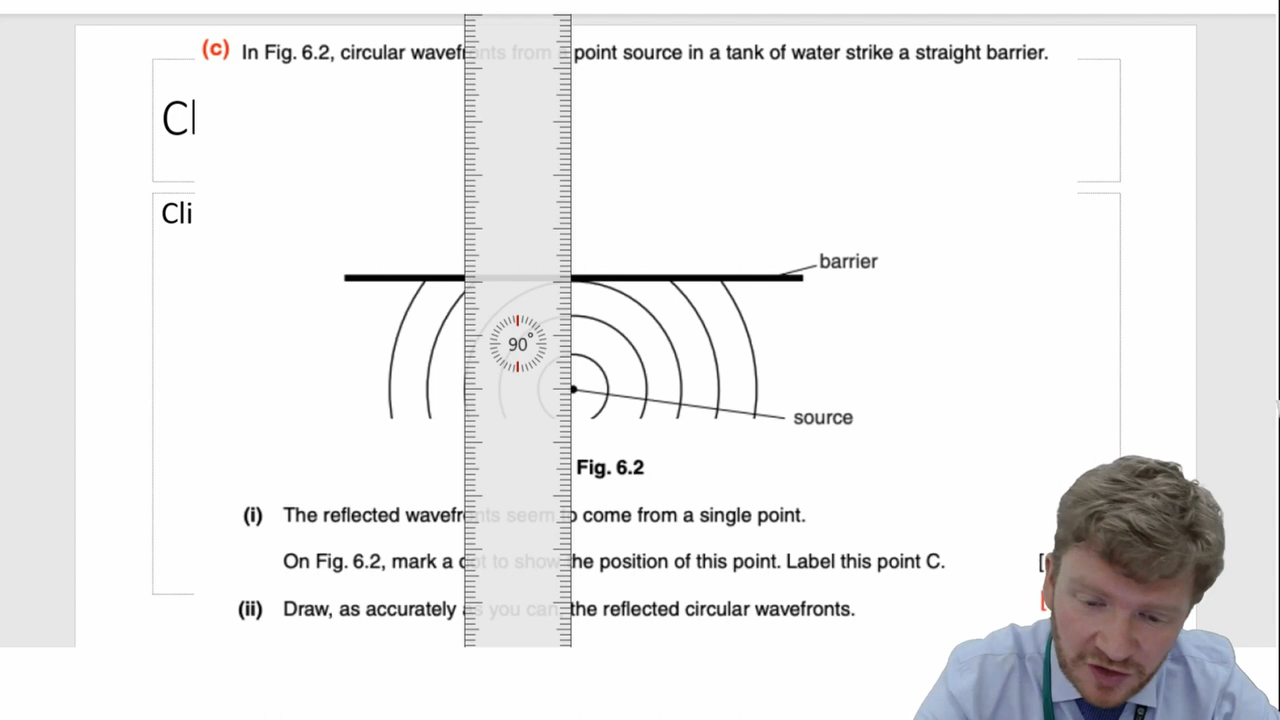 (c) In Fig. 6.2, circular wavefronts from a point source in a tank of water strike a straight barrier.
Cl
Cli
barrier
90°
source
Fig. 6.2
(i) The reflected wavefronts seem to come from a single point.
On Fig. 6.2, mark a dot to show the position of this point. Label this point C.
(ii) Draw, as accurately as you can, the reflected circular wavefronts.